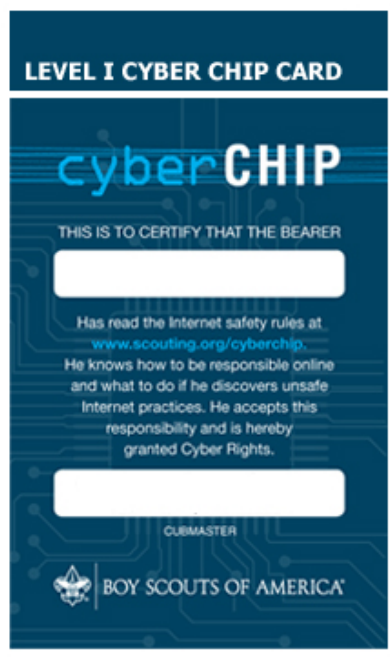 LEVEL I CYBER CHIP CARD
cyberCHIP
THIS IS TO CERTIFY THAT THE BEARER
Has read the Internet safety rules at
www.scouting.org/cyberchip.
He knows how to be responsible online
and what to do if he discovers unsafe
Internet practices. He accepts this
responsibility and is hereby
granted Cyber Rights.
CUBMASTER
BOY SCOUTS OF AMERICA®